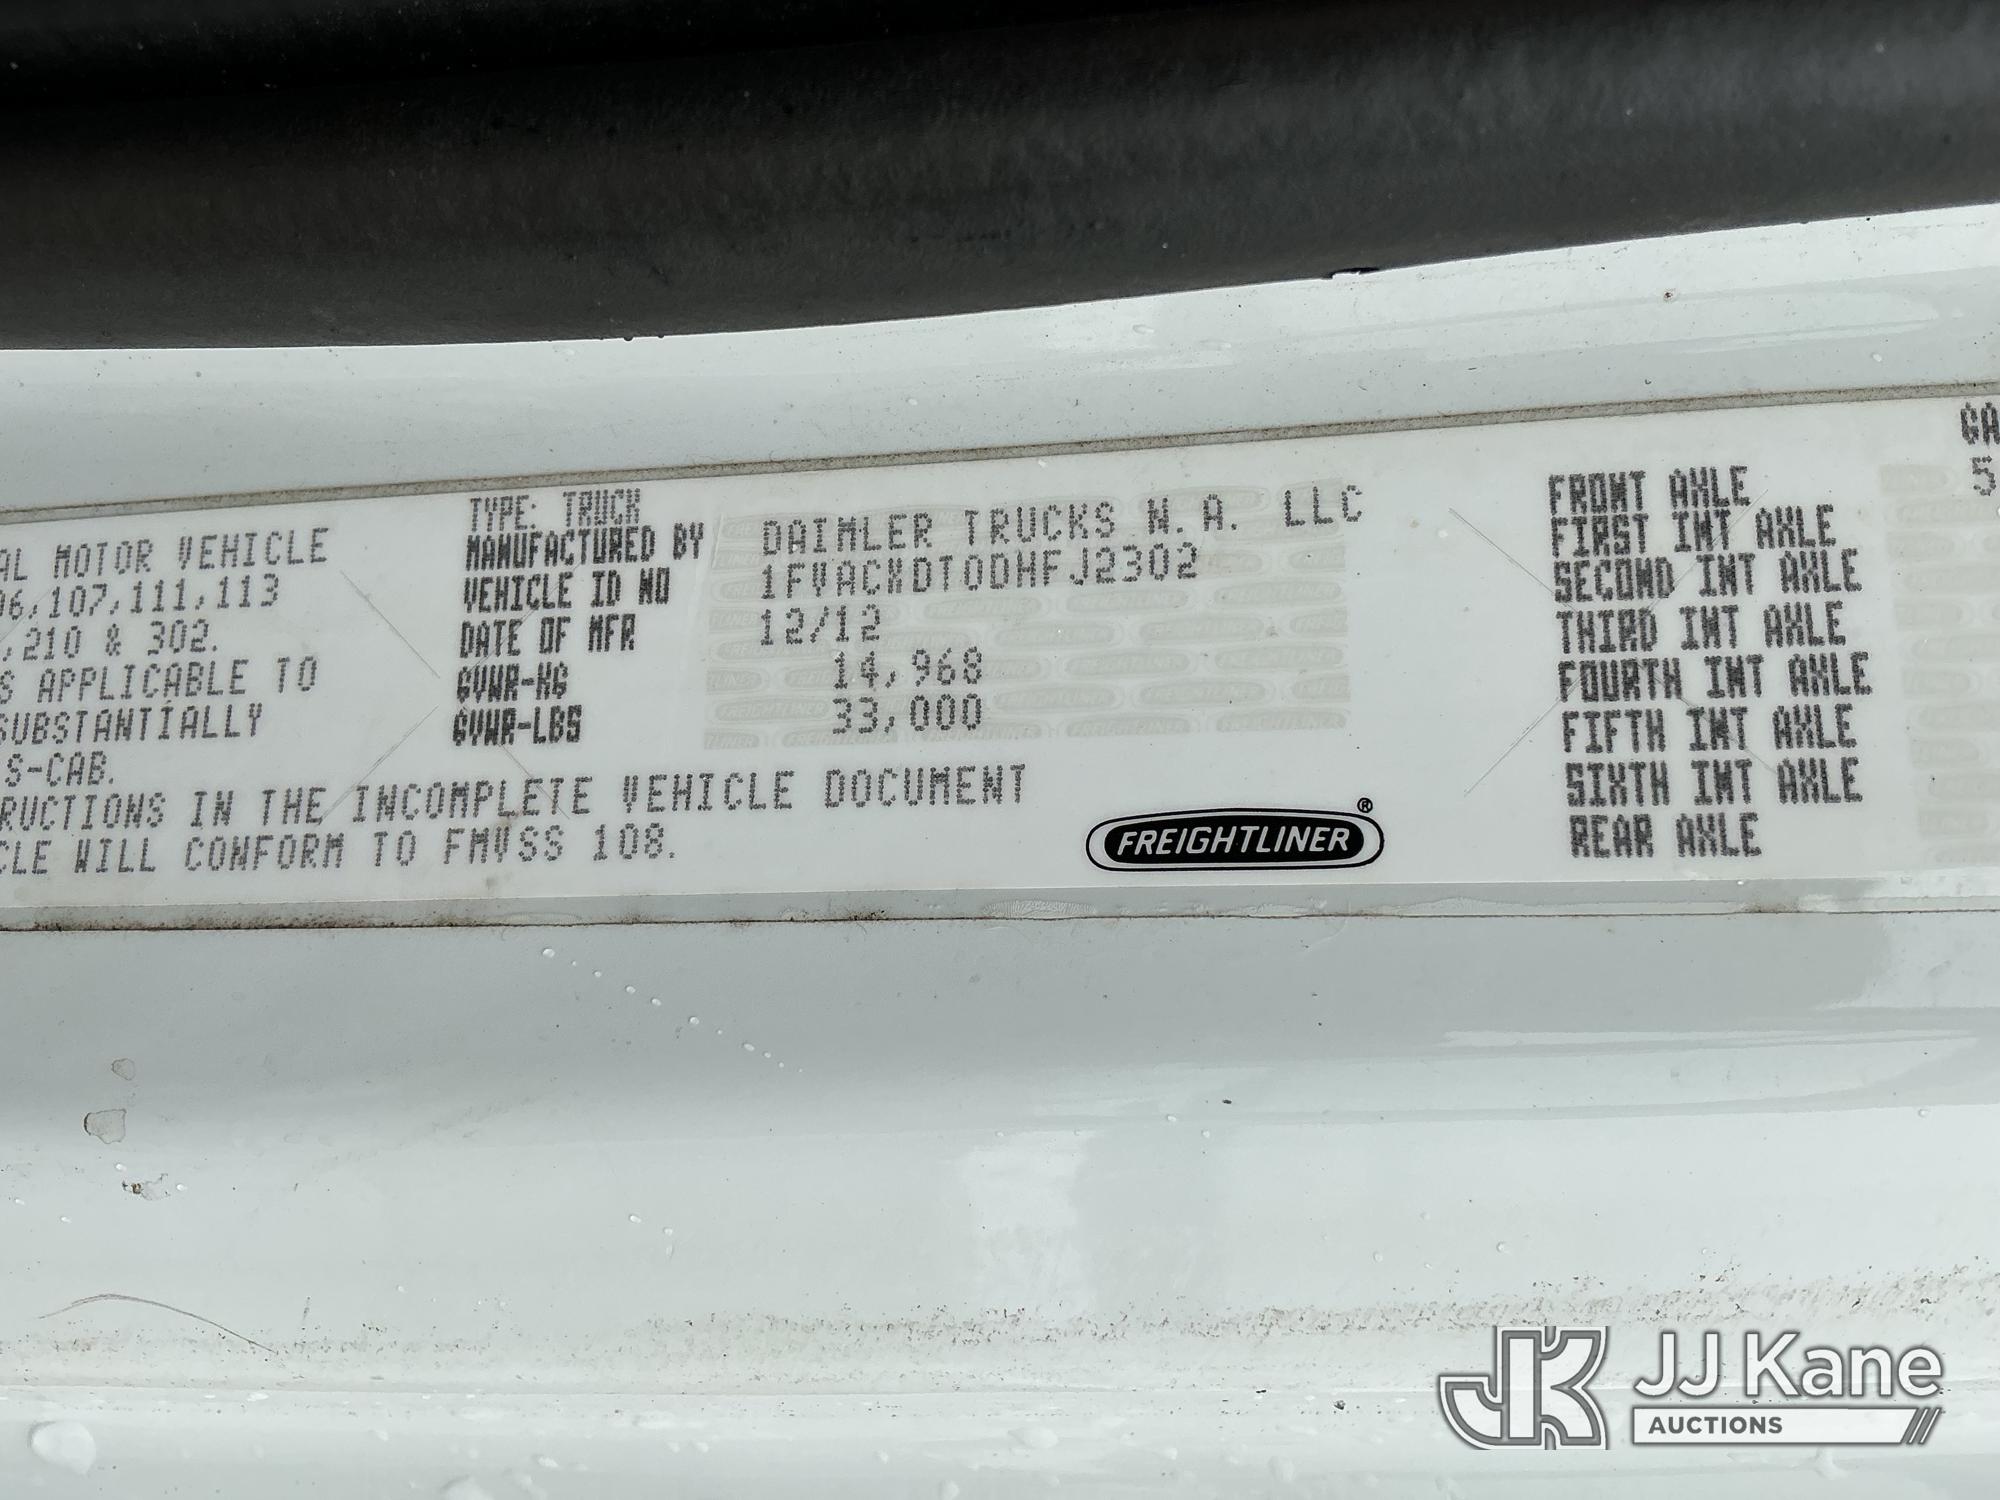 AL MOTOR VEHICLE
06,107,111,113
,210 & 302.
S APPLICABLE TO
SUBSTANTIALLY
S-CAB.
RUCTIONS IN THE INCOMPLETE VEHICLE DOCUMENT
CLE WILL CONFORM TO FMVSS 108.
TYPE: TRUCK
MANUFACTURED BY DAIMLER TRUCKS N.A. LLC
VEHICLE ID NO 1FVACXDT0DHFJ2302
DATE OF MFR 12/12
GVWR-KG 14,968
GVWR-LBS 33,000
FREIGHTLINER®
GA
FRONT AXLE 5
FIRST INT AXLE
SECOND INT AXLE
THIRD INT AXLE
FOURTH INT AXLE
FIFTH INT AXLE
SIXTH INT AXLE
REAR AXLE
JK JJ Kane
AUCTIONS